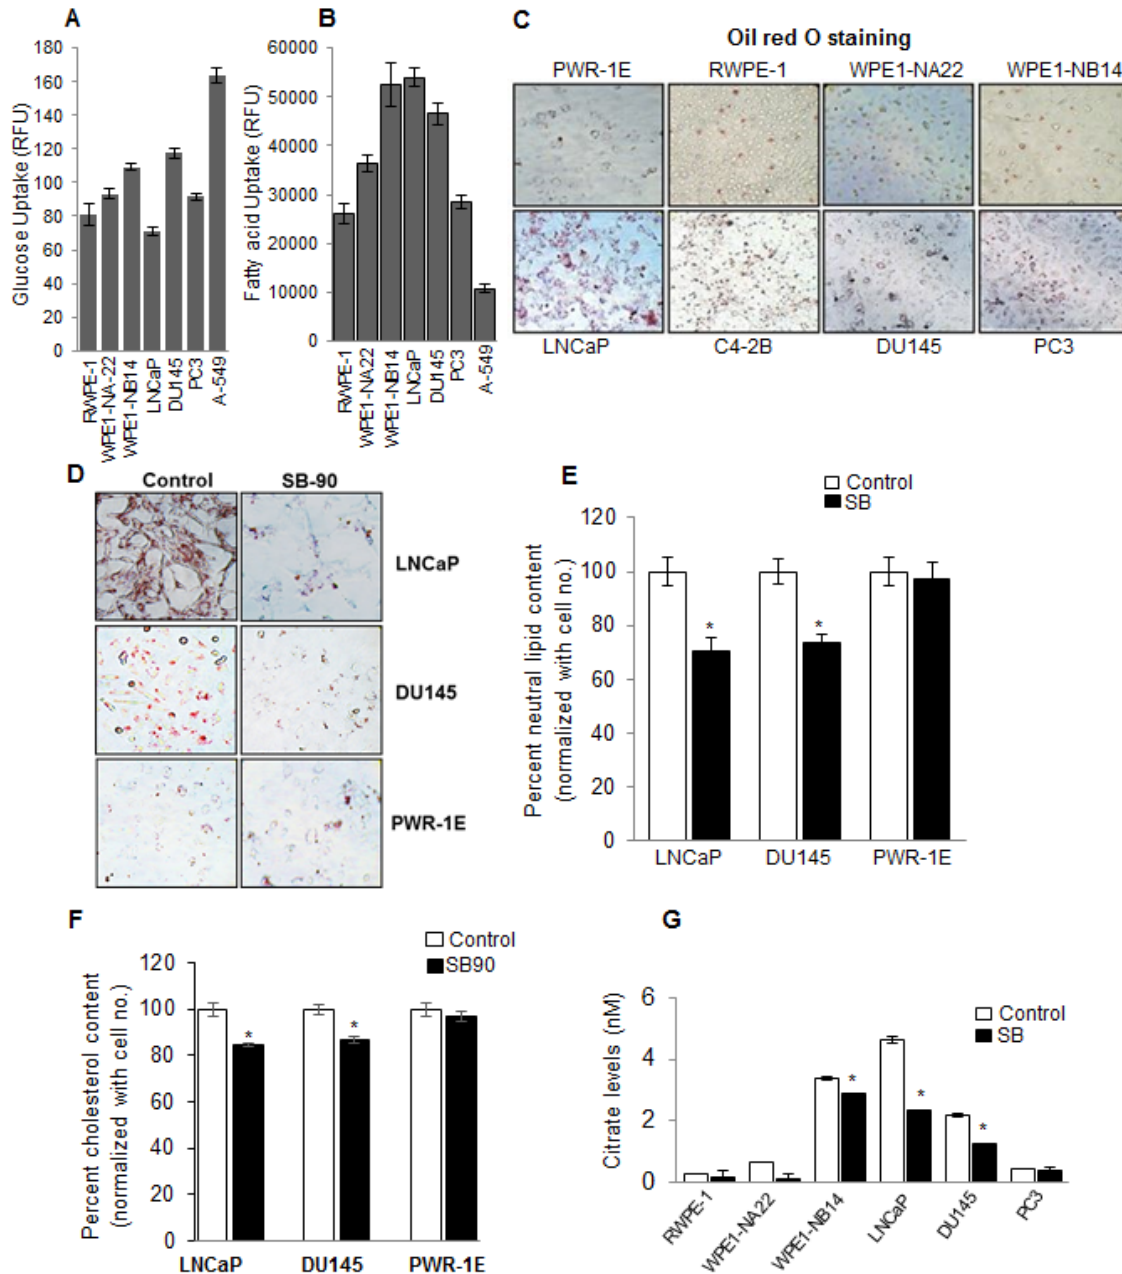 A
Glucose Uptake (RFU)
180
160
140
120
100
80
60
40
20
0
RWPE-1
WPE1-NA-22
WPE1-NB14
LNCaP
DU145
PC3
A-549
B
Fatty acid Uptake (RFU)
60000
50000
40000
30000
20000
10000
0
RWPE-1
WPE1-NA22
WPE1-NB14
LNCaP
DU145
PC3
A-549
C
Oil red O staining
PWR-1E RWPE-1 WPE1-NA22 WPE1-NB14
LNCaP C4-2B DU145 PC3
D
Control SB-90
LNCaP
DU145
PWR-1E
E
Control
SB
Percent neutral lipid content
(normalized with cell no.)
120
100
80
60
40
20
0
* *
LNCaP DU145 PWR-1E
F
Control
SB90
Percent cholesterol content
(normalized with cell no.)
120
100
80
60
40
20
0
* *
LNCaP DU145 PWR-1E
G
Control
SB
Citrate levels (nM)
6
4
2
0
* * *
RWPE-1
WPE1-NA22
WPE1-NB14
LNCaP
DU145
PC3